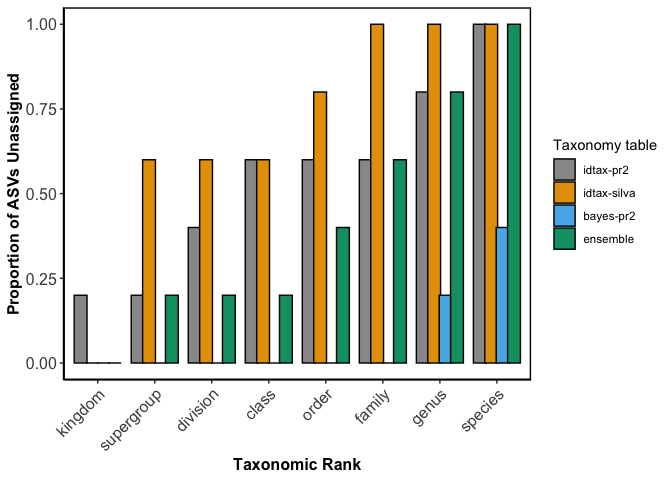 Proportion of ASVs Unassigned
1.00
0.75
0.50
0.25
0.00
kingdom
supergroup
division
class
order
family
genus
species
Taxonomic Rank
Taxonomy table
idtax-pr2
idtax-silva
bayes-pr2
ensemble